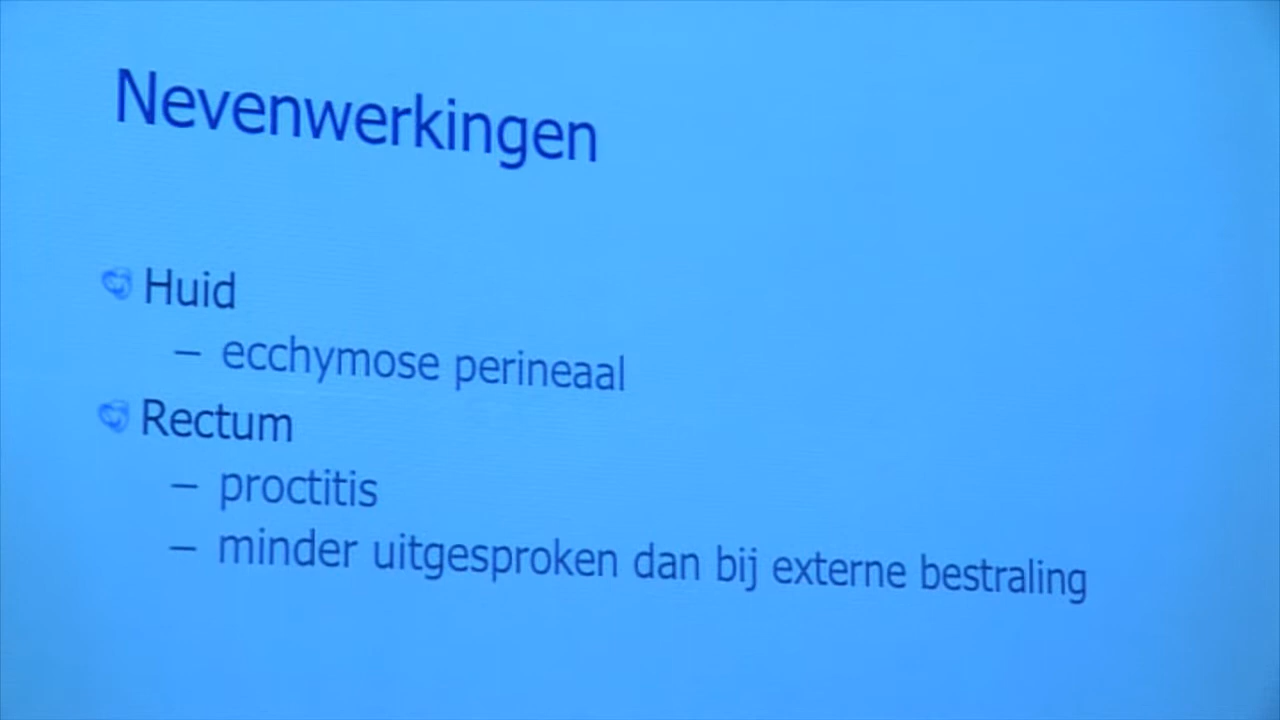 Nevenwerkingen
Huid
– ecchymose perineaal
Rectum
– proctitis
– minder uitgesproken dan bij externe bestraling